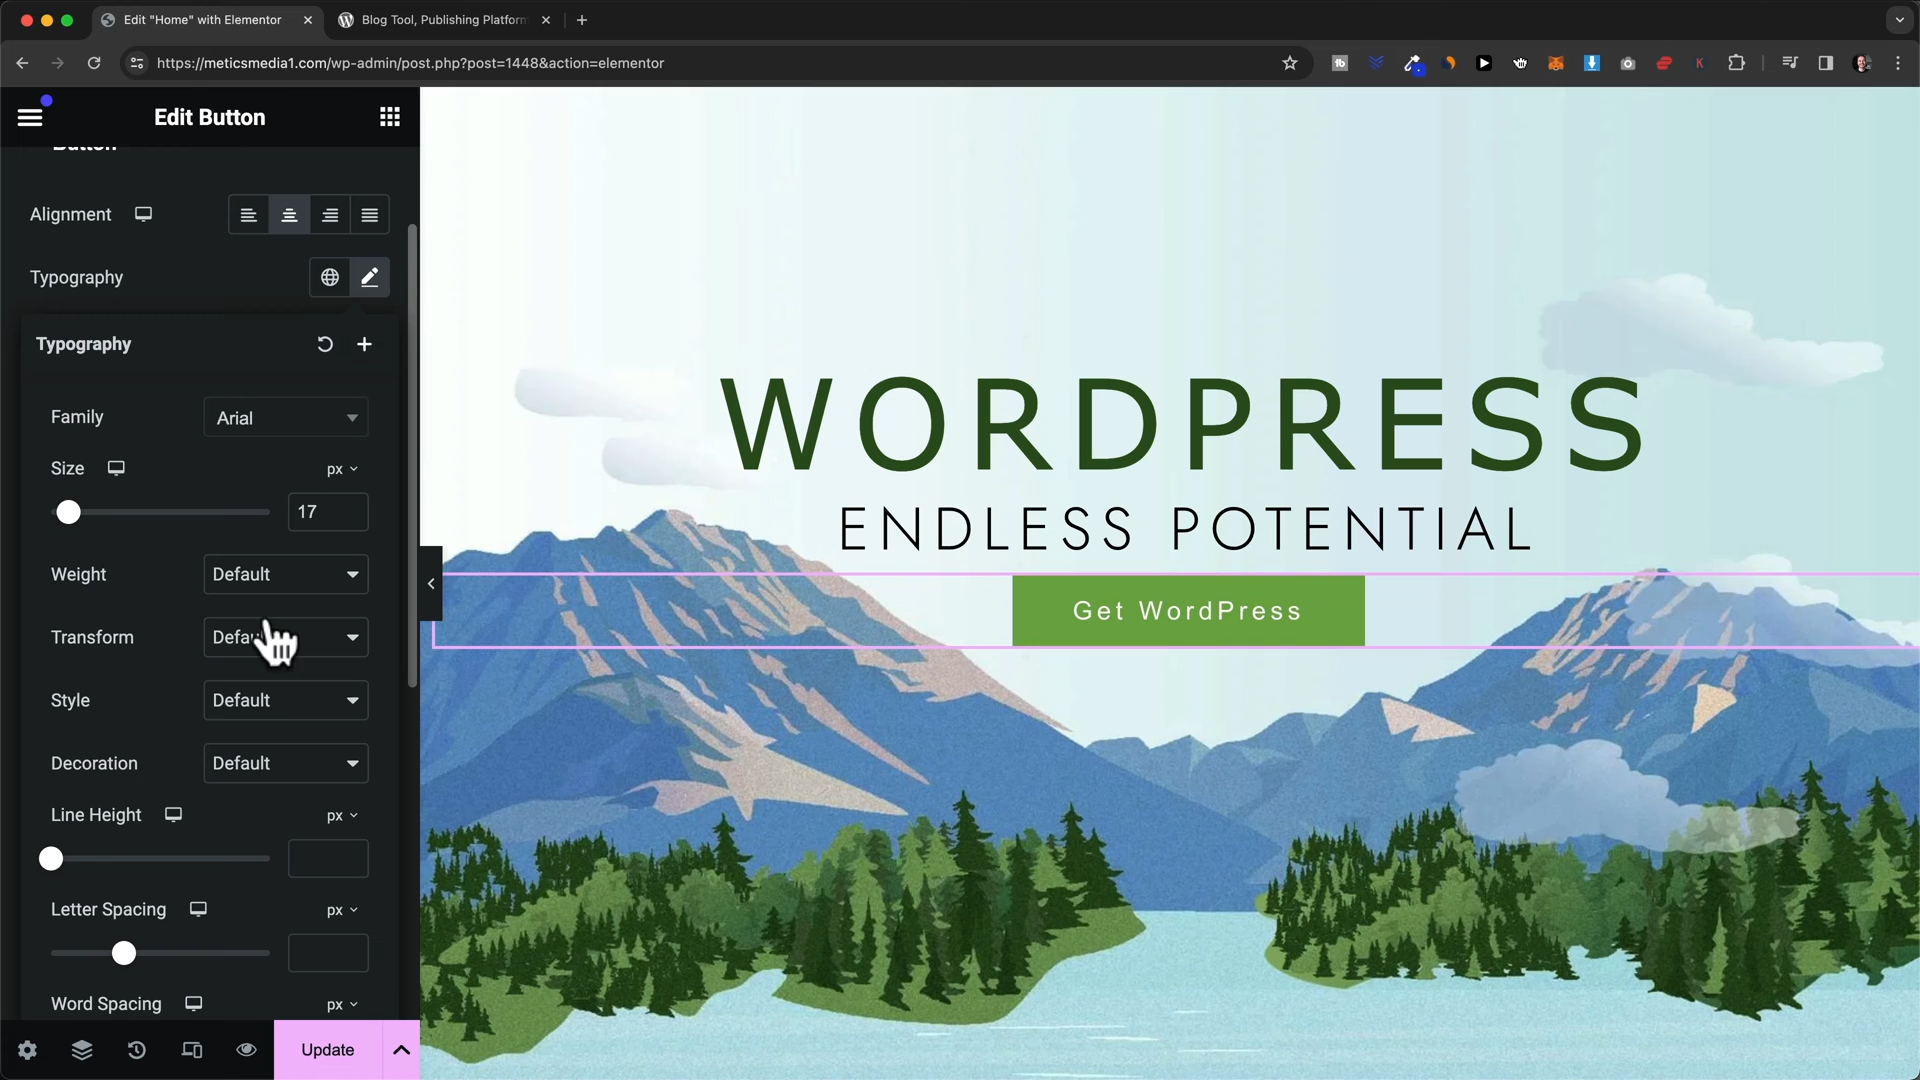 Edit "Home" with Elementor
Blog Tool, Publishing Platform
https://meticsmedia1.com/wp-admin/post.php?post=1448&action=elementor
Edit Button
Button
Alignment
Typography
Typography
Family
Arial
Size
px
17
Weight
Default
Transform
Style
Default
Decoration
Default
Line Height
px
Letter Spacing
px
Word Spacing
px
Update
WORDPRESS
ENDLESS POTENTIAL
Get WordPress